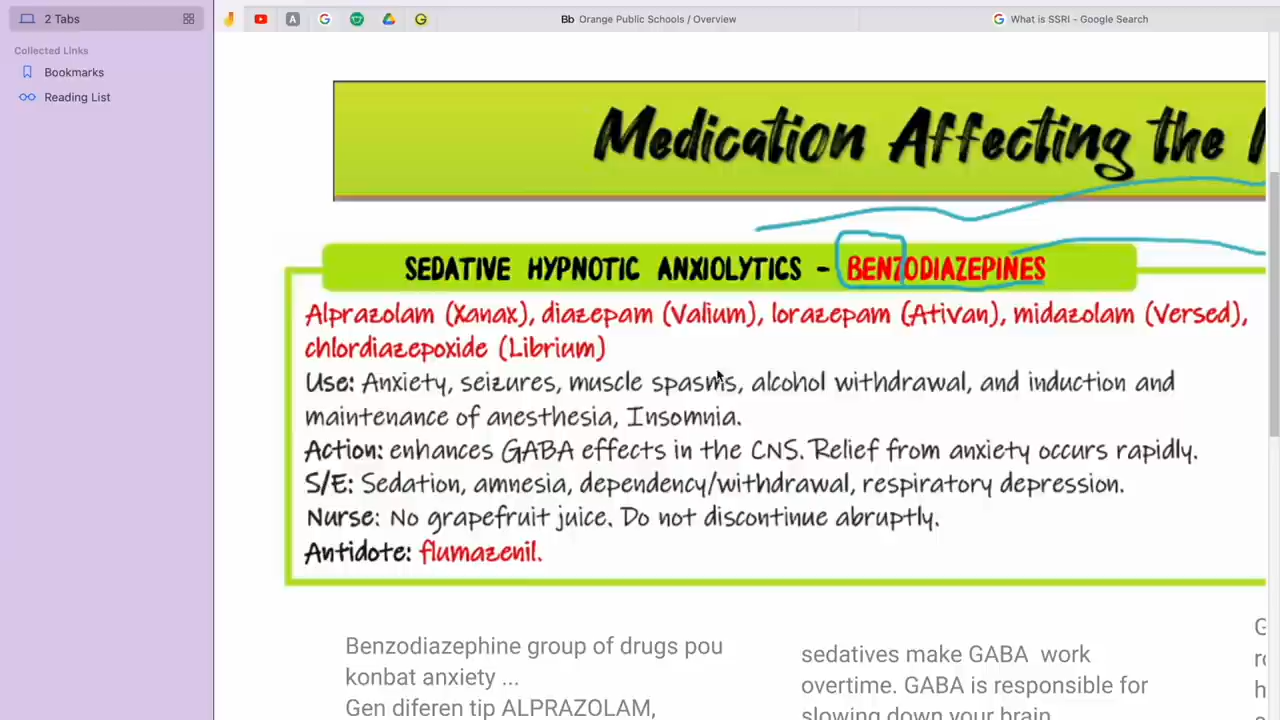 2 Tabs
Orange Public Schools / Overview
What is SSRI - Google Search
Collected Links
Bookmarks
Reading List
Medication Affecting the
SEDATIVE HYPNOTIC ANXIOLYTICS - BENZODIAZEPINES
Alprazolam (Xanax), diazepam (Valium), lorazepam (Ativan), midazolam (Versed),
chlordiazepoxide (Librium)
Use: Anxiety, seizures, muscle spasms, alcohol withdrawal, and induction and
maintenance of anesthesia, Insomnia.
Action: enhances GABA effects in the CNS. Relief from anxiety occurs rapidly.
S/E: Sedation, amnesia, dependency/withdrawal, respiratory depression.
Nurse: No grapefruit juice. Do not discontinue abruptly.
Antidote: flumazenil.
Benzodiazephine group of drugs pou
konbat anxiety ...
Gen diferen tip ALPRAZOLAM,
sedatives make GABA work
overtime. GABA is responsible for
slowing down your brain